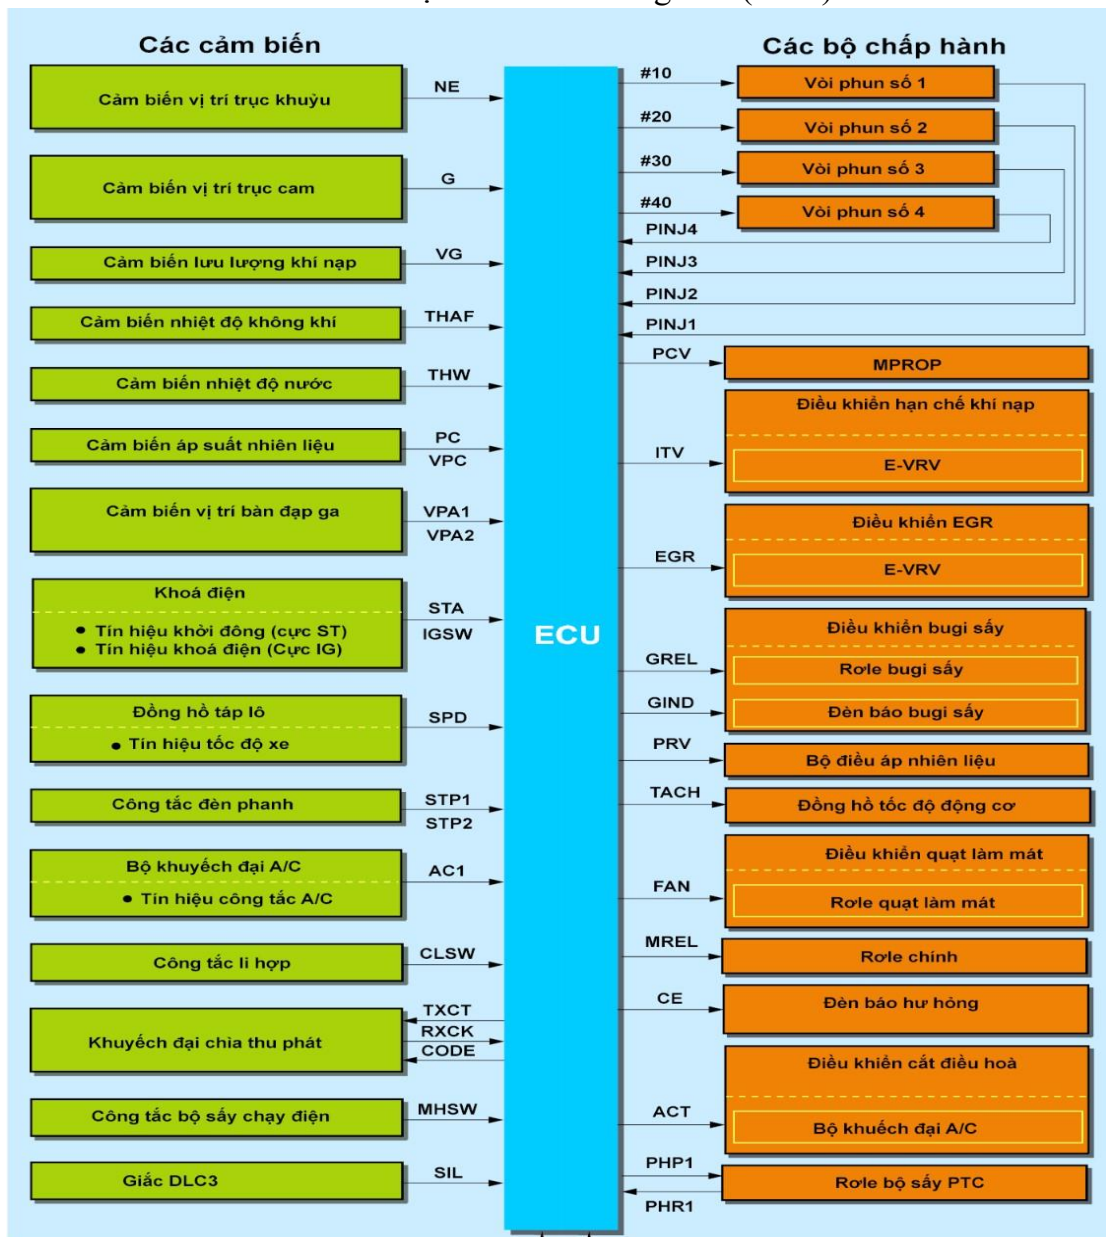 Các cảm biến
Cảm biến vị trí trục khuỷu
NE
Cảm biến vị trí trục cam
G
Cảm biến lưu lượng khí nạp
VG
Cảm biến nhiệt độ không khí
THAF
Cảm biến nhiệt độ nước
THW
Cảm biến áp suất nhiên liệu
PC
VPC
Cảm biến vị trí bàn đạp ga
VPA1
VPA2
Khoá điện
Tín hiệu khởi đông (cực ST)
Tín hiệu khoá điện (Cực IG)
STA
IGSW
Đồng hồ táp lô
Tín hiệu tốc độ xe
SPD
Công tắc đèn phanh
STP1
STP2
Bộ khuyếch đại A/C
Tín hiệu công tắc A/C
AC1
Công tắc li hợp
CLSW
Khuyếch đại chìa thu phát
TXCT
RXCK
CODE
Công tắc bộ sấy chạy điện
MHSW
Giắc DLC3
SIL
ECU
Các bộ chấp hành
#10
Vòi phun số 1
#20
Vòi phun số 2
#30
Vòi phun số 3
#40
Vòi phun số 4
PINJ4
PINJ3
PINJ2
PINJ1
PCV
MPROP
Điều khiển hạn chế khí nạp
ITV
E-VRV
Điều khiển EGR
EGR
E-VRV
Điều khiển bugi sấy
GREL
Rơle bugi sấy
GIND
Đèn báo bugi sấy
PRV
Bộ điều áp nhiên liệu
TACH
Đồng hồ tốc độ động cơ
Điều khiển quạt làm mát
FAN
Rơle quạt làm mát
MREL
Rơle chính
CE
Đèn báo hư hỏng
Điều khiển cắt điều hoà
ACT
Bộ khuếch đại A/C
PHP1
Rơle bộ sấy PTC
PHR1